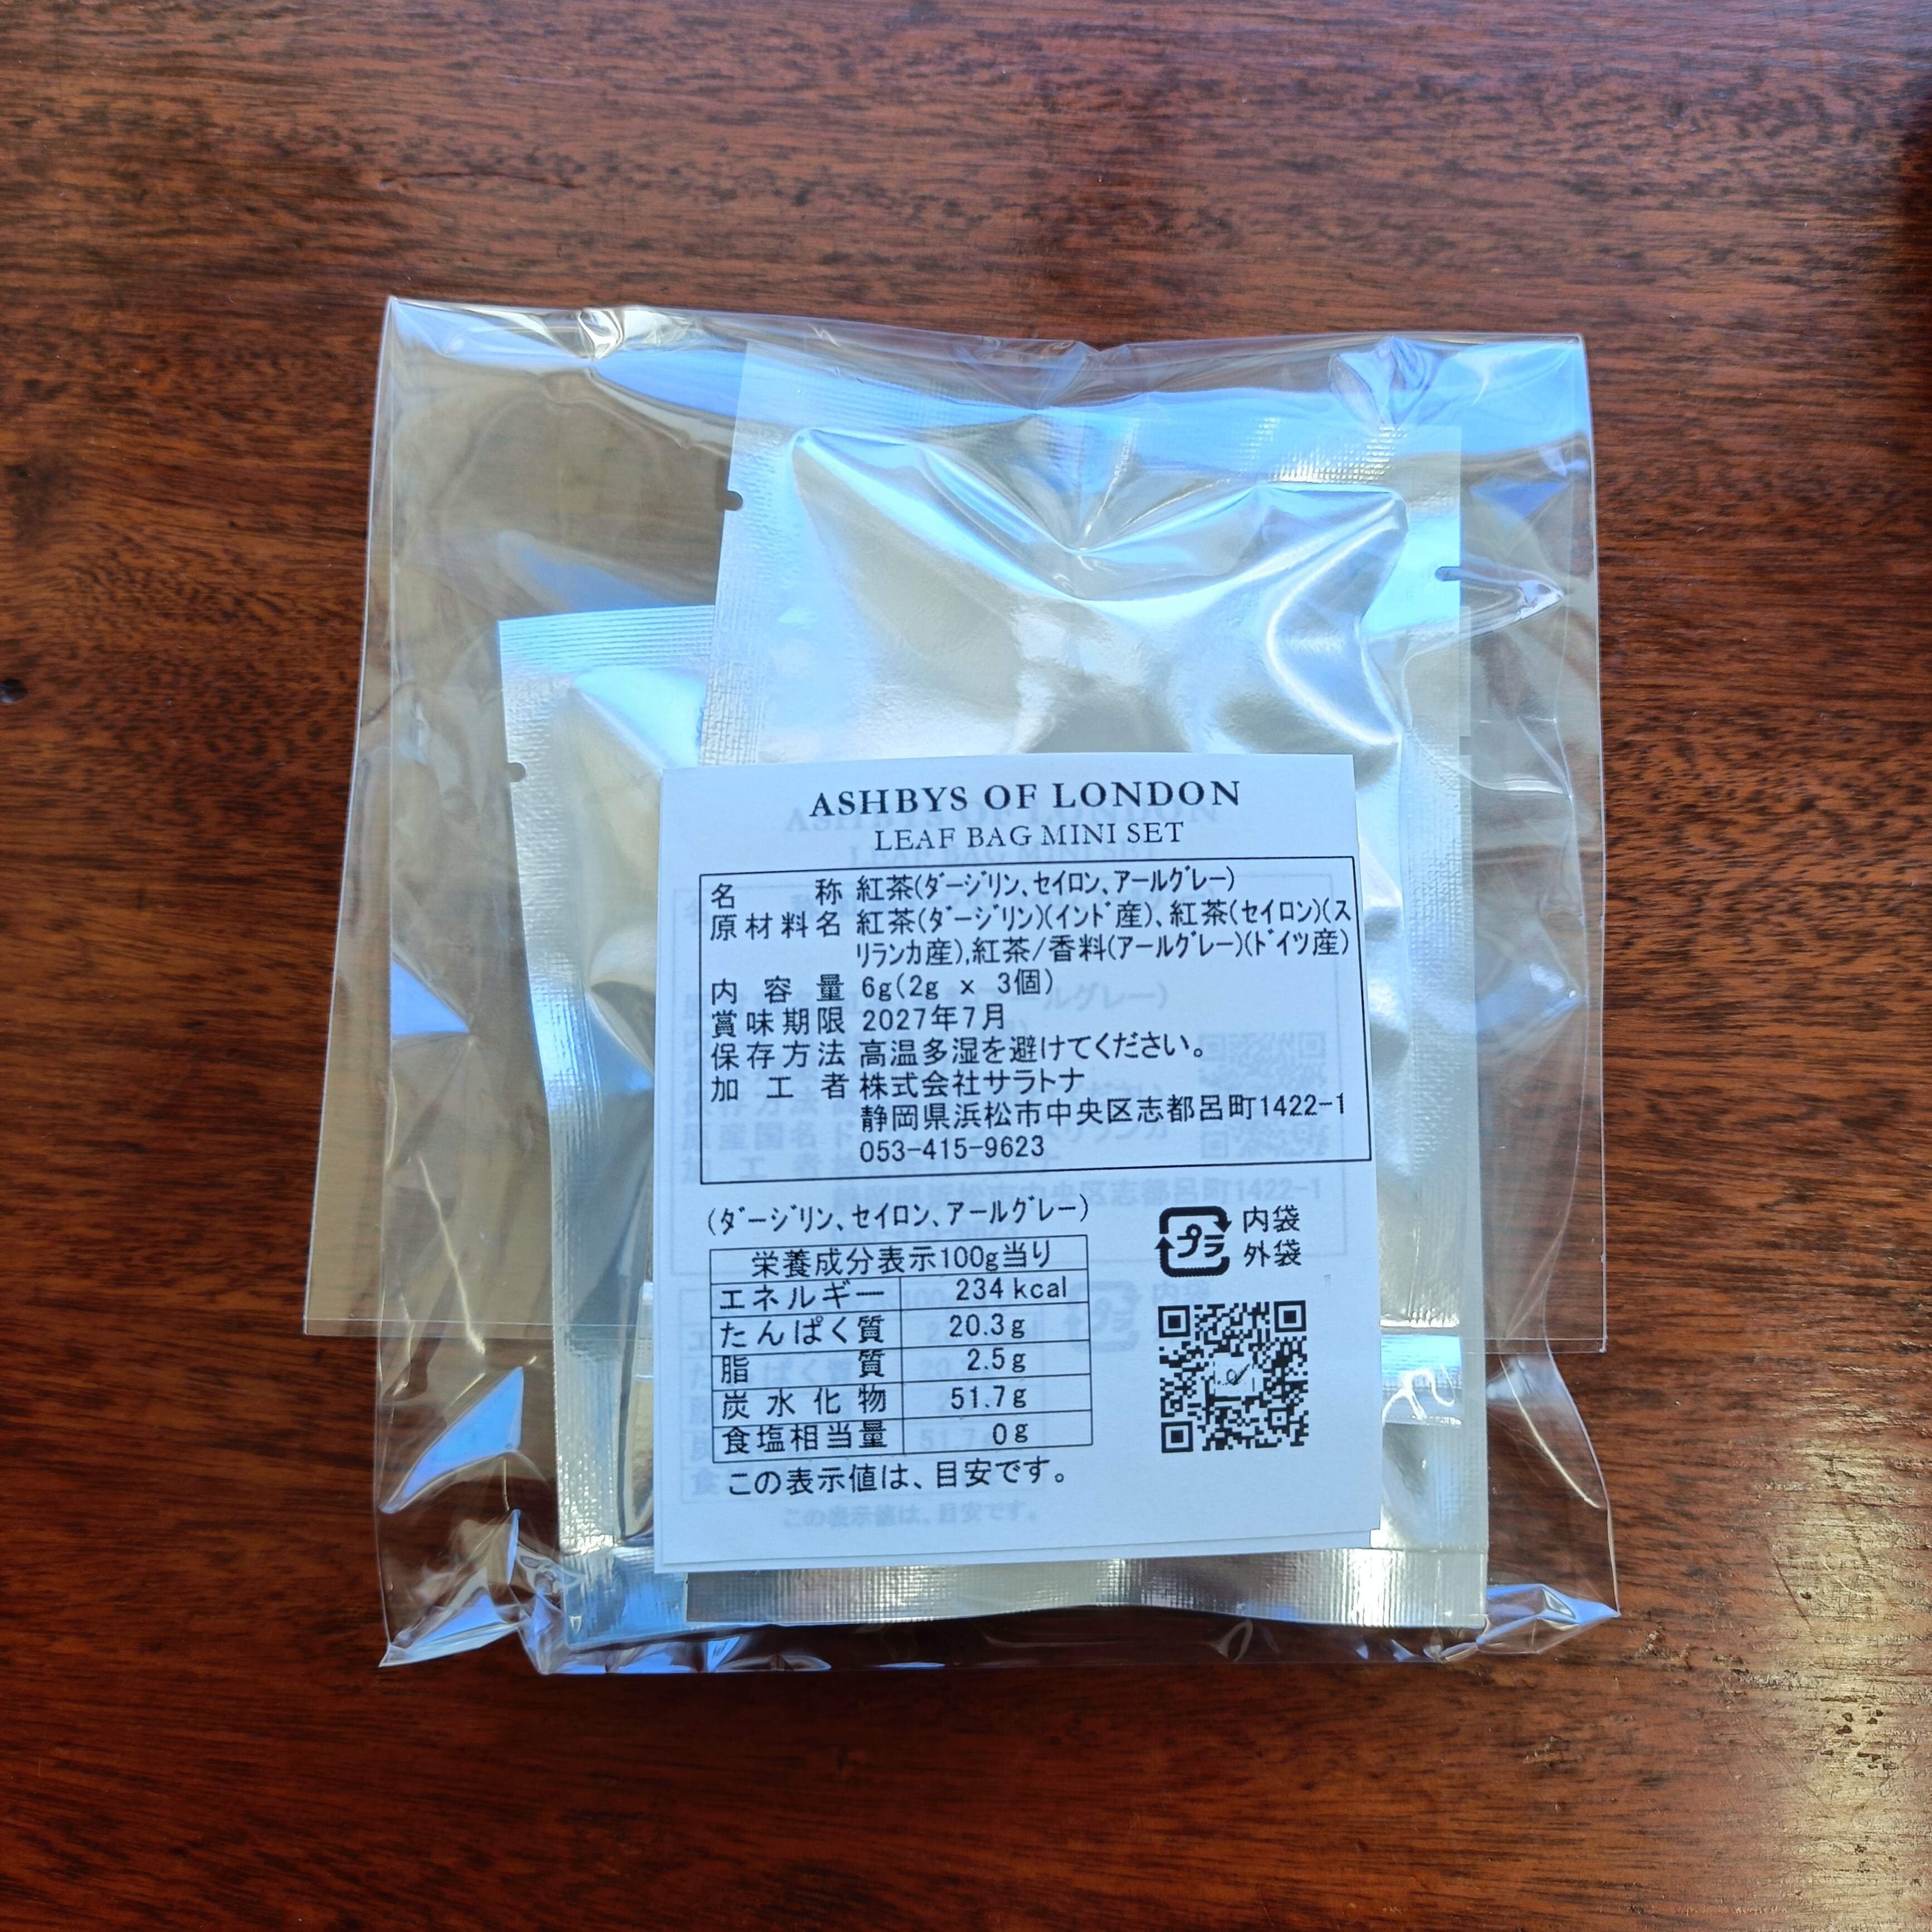 ASHBYS OF LONDON
LEAF BAG MINI SET
名称 紅茶(ダージリン、セイロン、アールグレー)
原材料名 紅茶(ダージリン)(インド産)、紅茶(セイロン)(ス
リランカ産),紅茶/香料(アールグレー)(ドイツ産)
内容量 6g(2g x 3個)
賞味期限 2027年7月
保存方法 高温多湿を避けてください。
加工者 株式会社サラトナ
静岡県浜松市中央区志都呂町1422-1
053-415-9623
(ダージリン、セイロン、アールグレー)
栄養成分表示100g当り
エネルギー 234kcal
たんぱく質 20.3g
脂質 2.5g
炭水化物 51.7g
食塩相当量 0g
この表示値は、目安です。
プラ 内袋
外袋